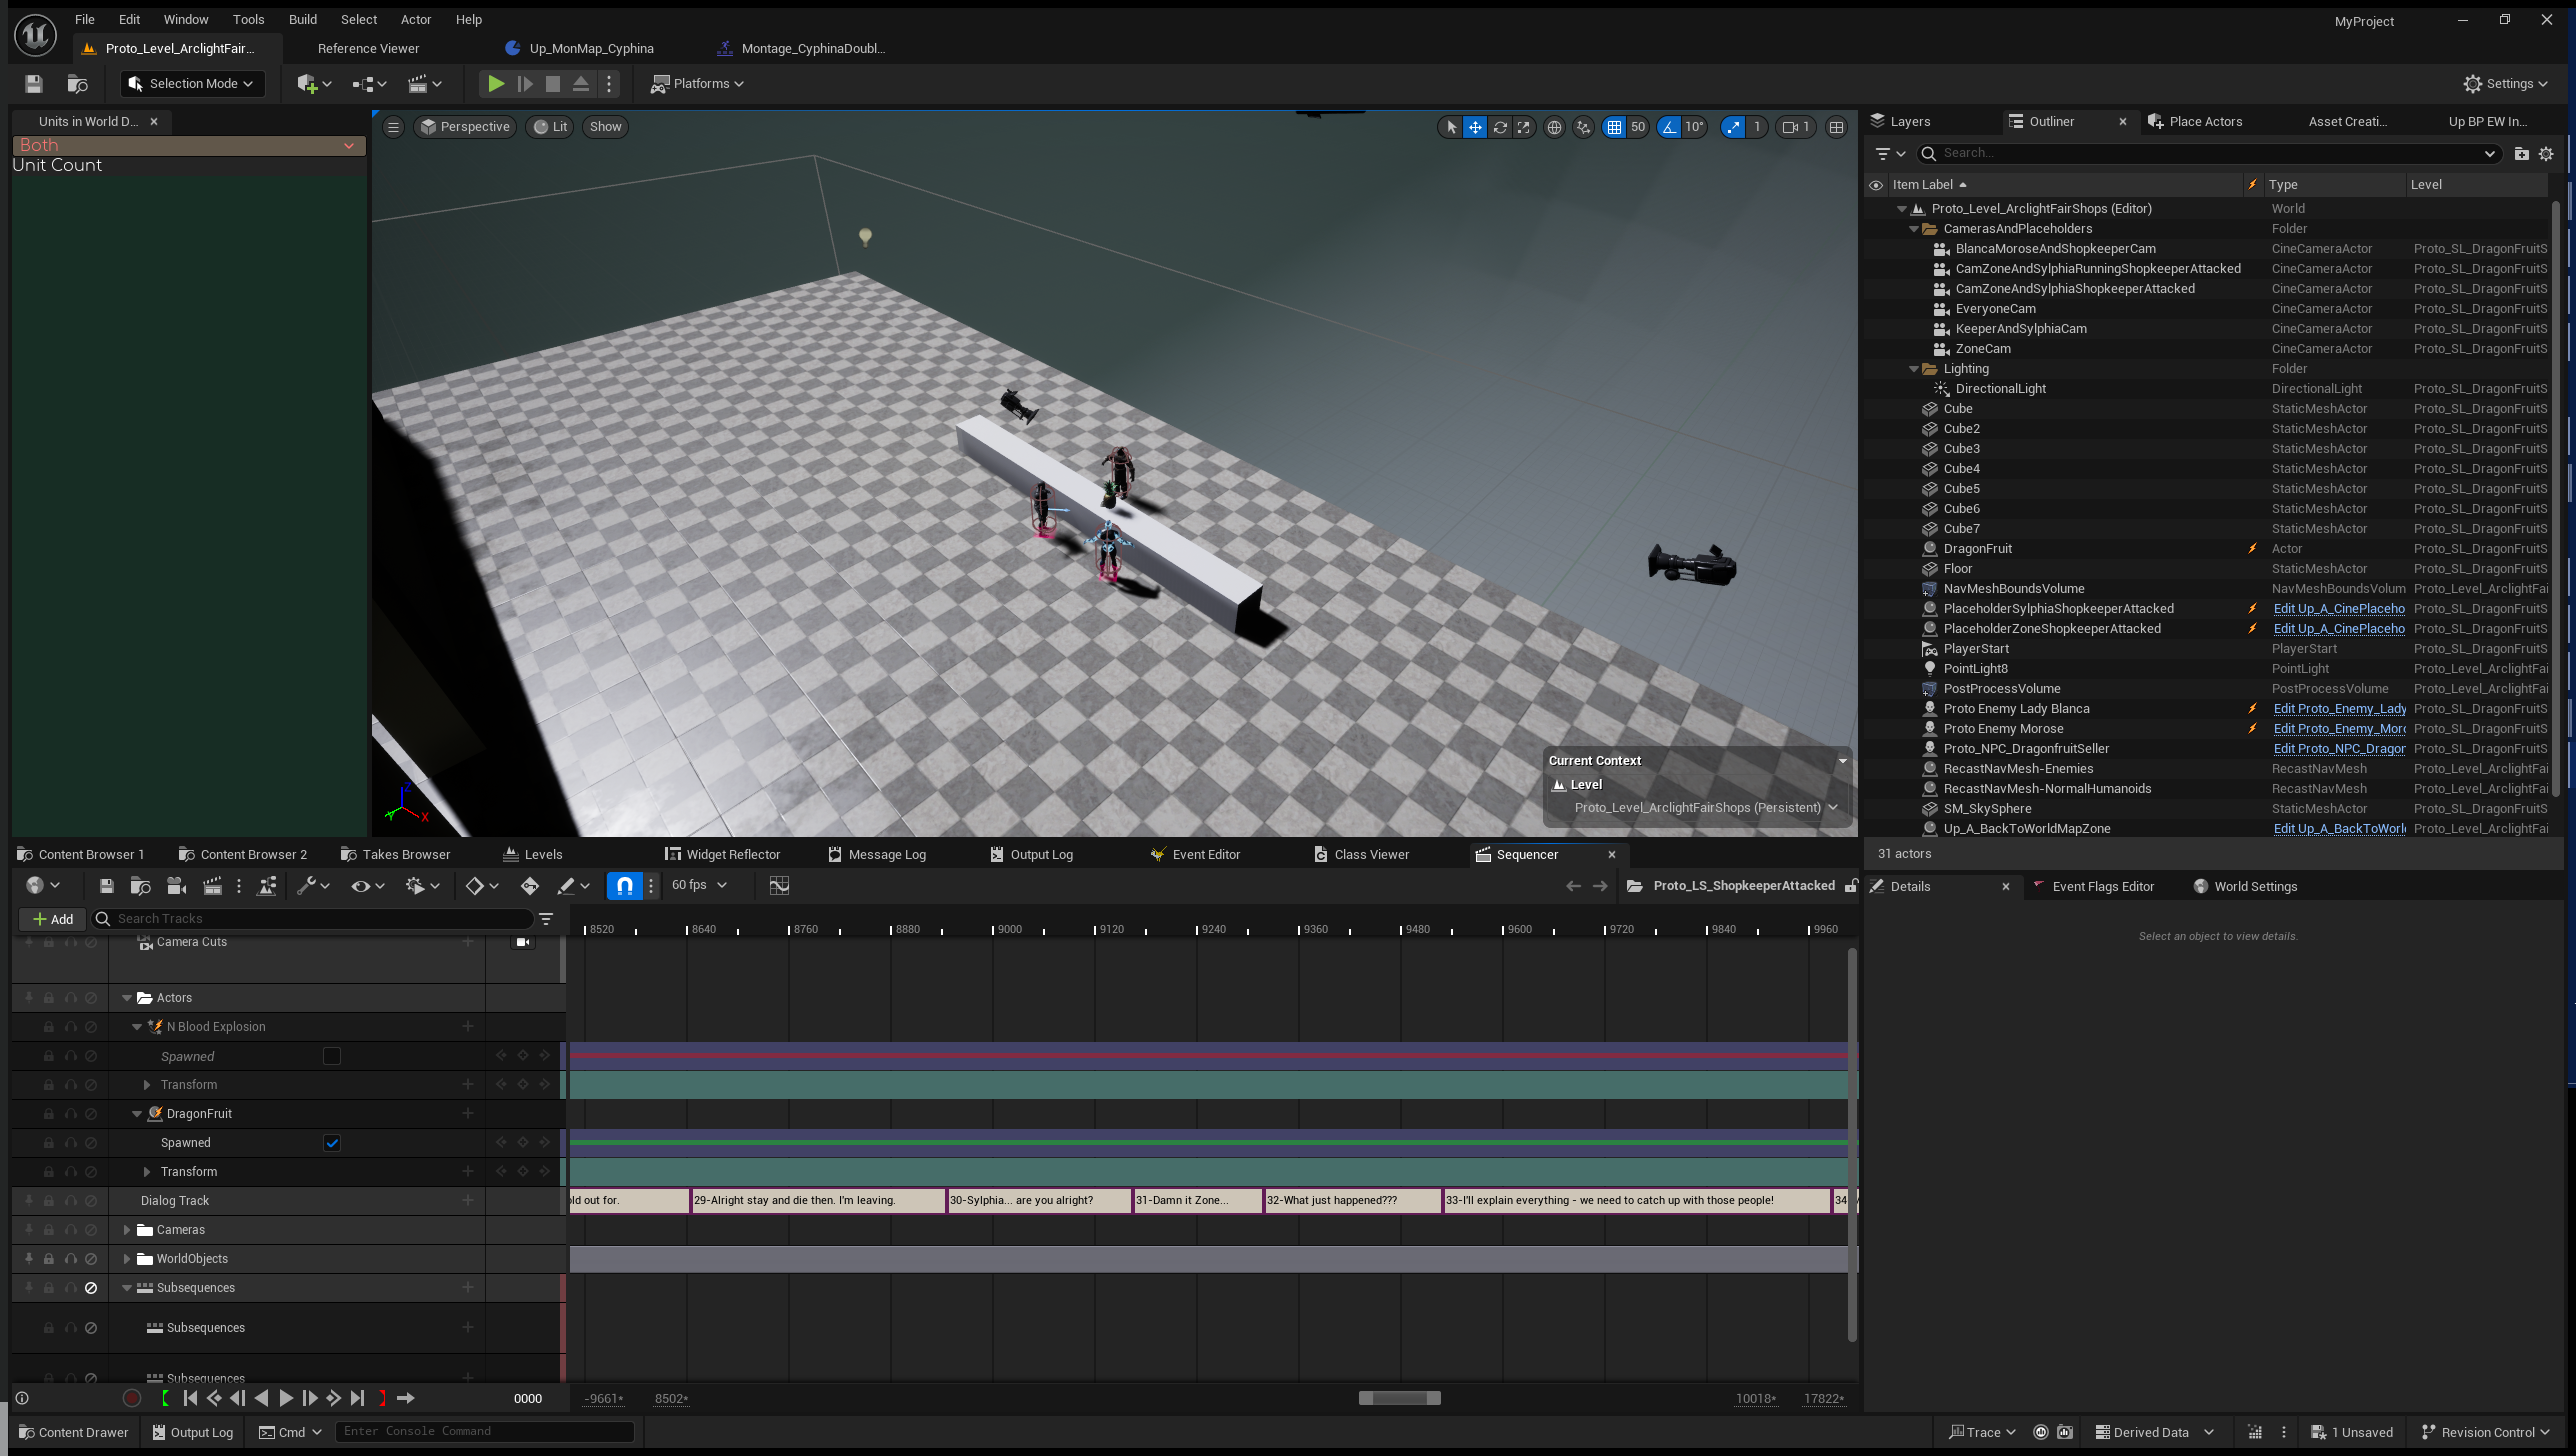 File Edit Window Tools Build Select Actor Help
MyProject
Proto_Level_ArclightFair... Reference Viewer Up_MonMap_Cyphina Montage_CyphinaDoubl...
Selection Mode Platforms Settings
Units in World D...
Both
Unit Count
Perspective Lit Show 50 10° 1 1
Layers Outliner Place Actors Asset Creati... Up BP EW In...
Search...
Item Label Type Level
Proto_Level_ArclightFairShops (Editor) World
CamerasAndPlaceholders Folder
BlancaMoroseAndShopkeeperCam CineCameraActor Proto_SL_DragonFruitS
CamZoneAndSylphiaRunningShopkeeperAttacked CineCameraActor Proto_SL_DragonFruitS
CamZoneAndSylphiaShopkeeperAttacked CineCameraActor Proto_SL_DragonFruitS
EveryoneCam CineCameraActor Proto_SL_DragonFruitS
KeeperAndSylphiaCam CineCameraActor Proto_SL_DragonFruitS
ZoneCam CineCameraActor Proto_SL_DragonFruitS
Lighting Folder
DirectionalLight DirectionalLight Proto_SL_DragonFruitS
Cube StaticMeshActor Proto_SL_DragonFruitS
Cube2 StaticMeshActor Proto_SL_DragonFruitS
Cube3 StaticMeshActor Proto_SL_DragonFruitS
Cube4 StaticMeshActor Proto_SL_DragonFruitS
Cube5 StaticMeshActor Proto_SL_DragonFruitS
Cube6 StaticMeshActor Proto_SL_DragonFruitS
Cube7 StaticMeshActor Proto_SL_DragonFruitS
DragonFruit Actor Proto_SL_DragonFruitS
Floor StaticMeshActor Proto_SL_DragonFruitS
NavMeshBoundsVolume NavMeshBoundsVolum Proto_Level_ArclightFai
PlaceholderSylphiaShopkeeperAttacked Edit Up_A_CinePlaceho Proto_SL_DragonFruitS
PlaceholderZoneShopkeeperAttacked Edit Up_A_CinePlaceho Proto_SL_DragonFruitS
PlayerStart PlayerStart Proto_SL_DragonFruitS
PointLight8 PointLight Proto_Level_ArclightFai
PostProcessVolume PostProcessVolume Proto_Level_ArclightFai
Proto Enemy Lady Blanca Edit Proto_Enemy_Lady Proto_SL_DragonFruitS
Proto Enemy Morose Edit Proto_Enemy_Moro Proto_SL_DragonFruitS
Proto_NPC_DragonfruitSeller Edit Proto_NPC_Dragon Proto_SL_DragonFruitS
RecastNavMesh-Enemies RecastNavMesh Proto_Level_ArclightFai
RecastNavMesh-NormalHumanoids RecastNavMesh Proto_Level_ArclightFai
SM_SkySphere StaticMeshActor Proto_SL_DragonFruitS
Up_A_BackToWorldMapZone Edit Up_A_BackToWorl Proto_Level_ArclightFai
31 actors
Current Context
Level
Proto_Level_ArclightFairShops (Persistent)
Z Y X
Content Browser 1 Content Browser 2 Takes Browser Levels Widget Reflector Message Log Output Log Event Editor Class Viewer Sequencer
60 fps Proto_LS_ShopkeeperAttacked
Details Event Flags Editor World Settings
Select an object to view details.
Add Search Tracks
8520 8640 8760 8880 9000 9120 9240 9360 9480 9600 9720 9840 9960
Camera Cuts
Actors
N Blood Explosion
Spawned
Transform
DragonFruit
Spawned
Transform
Dialog Track
old out for. 29-Alright stay and die then. I'm leaving. 30-Sylphia... are you alright? 31-Damn it Zone... 32-What just happened??? 33-I'll explain everything - we need to catch up with those people! 34
Cameras
WorldObjects
Subsequences
Subsequences
Subsequences
0000 -9661* 8502* 10018* 17822*
Content Drawer Output Log Cmd Enter Console Command
Trace Derived Data 1 Unsaved Revision Control